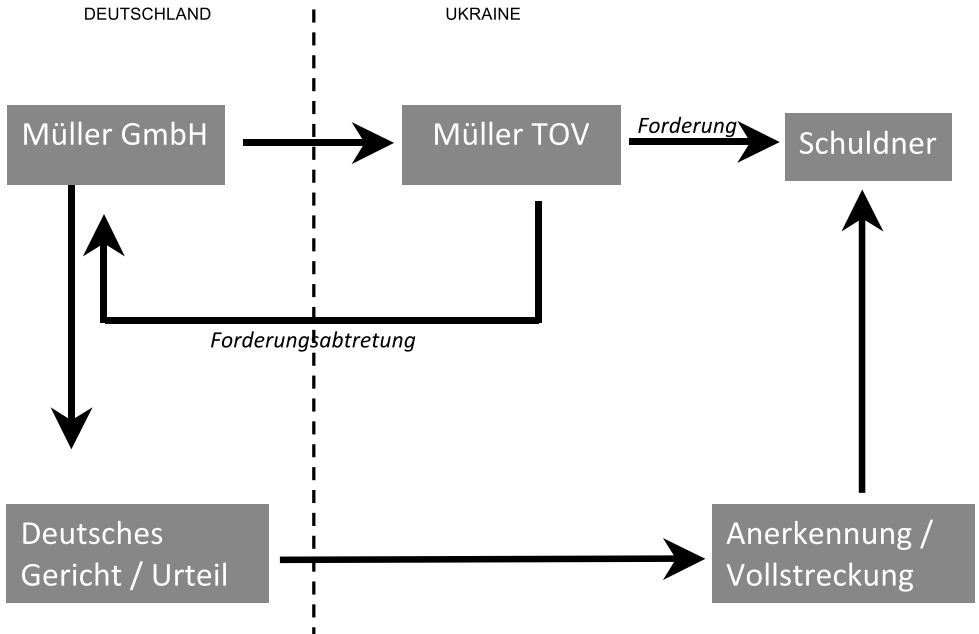 DEUTSCHLAND
UKRAINE
Müller GmbH
Müller TOV
Forderung
Schuldner
Forderungsabtretung
Deutsches
Gericht / Urteil
Anerkennung /
Vollstreckung